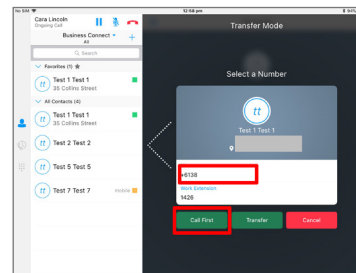 No SIM
12:58 pm
94%
Cara Lincoln
Ongoing Call
Business Connect
All
Search
Favorites (1)
tt
Test 1 Test 1
35 Collins Street
All Contacts (4)
tt
Test 1 Test 1
35 Collins Street
tt
Test 2 Test 2
tt
Test 5 Test 5
tt
Test 7 Test 7
mobile
Transfer Mode
Select a Number
tt
Test 1 Test 1
+6138
Work Extension
1426
Call First
Transfer
Cancel